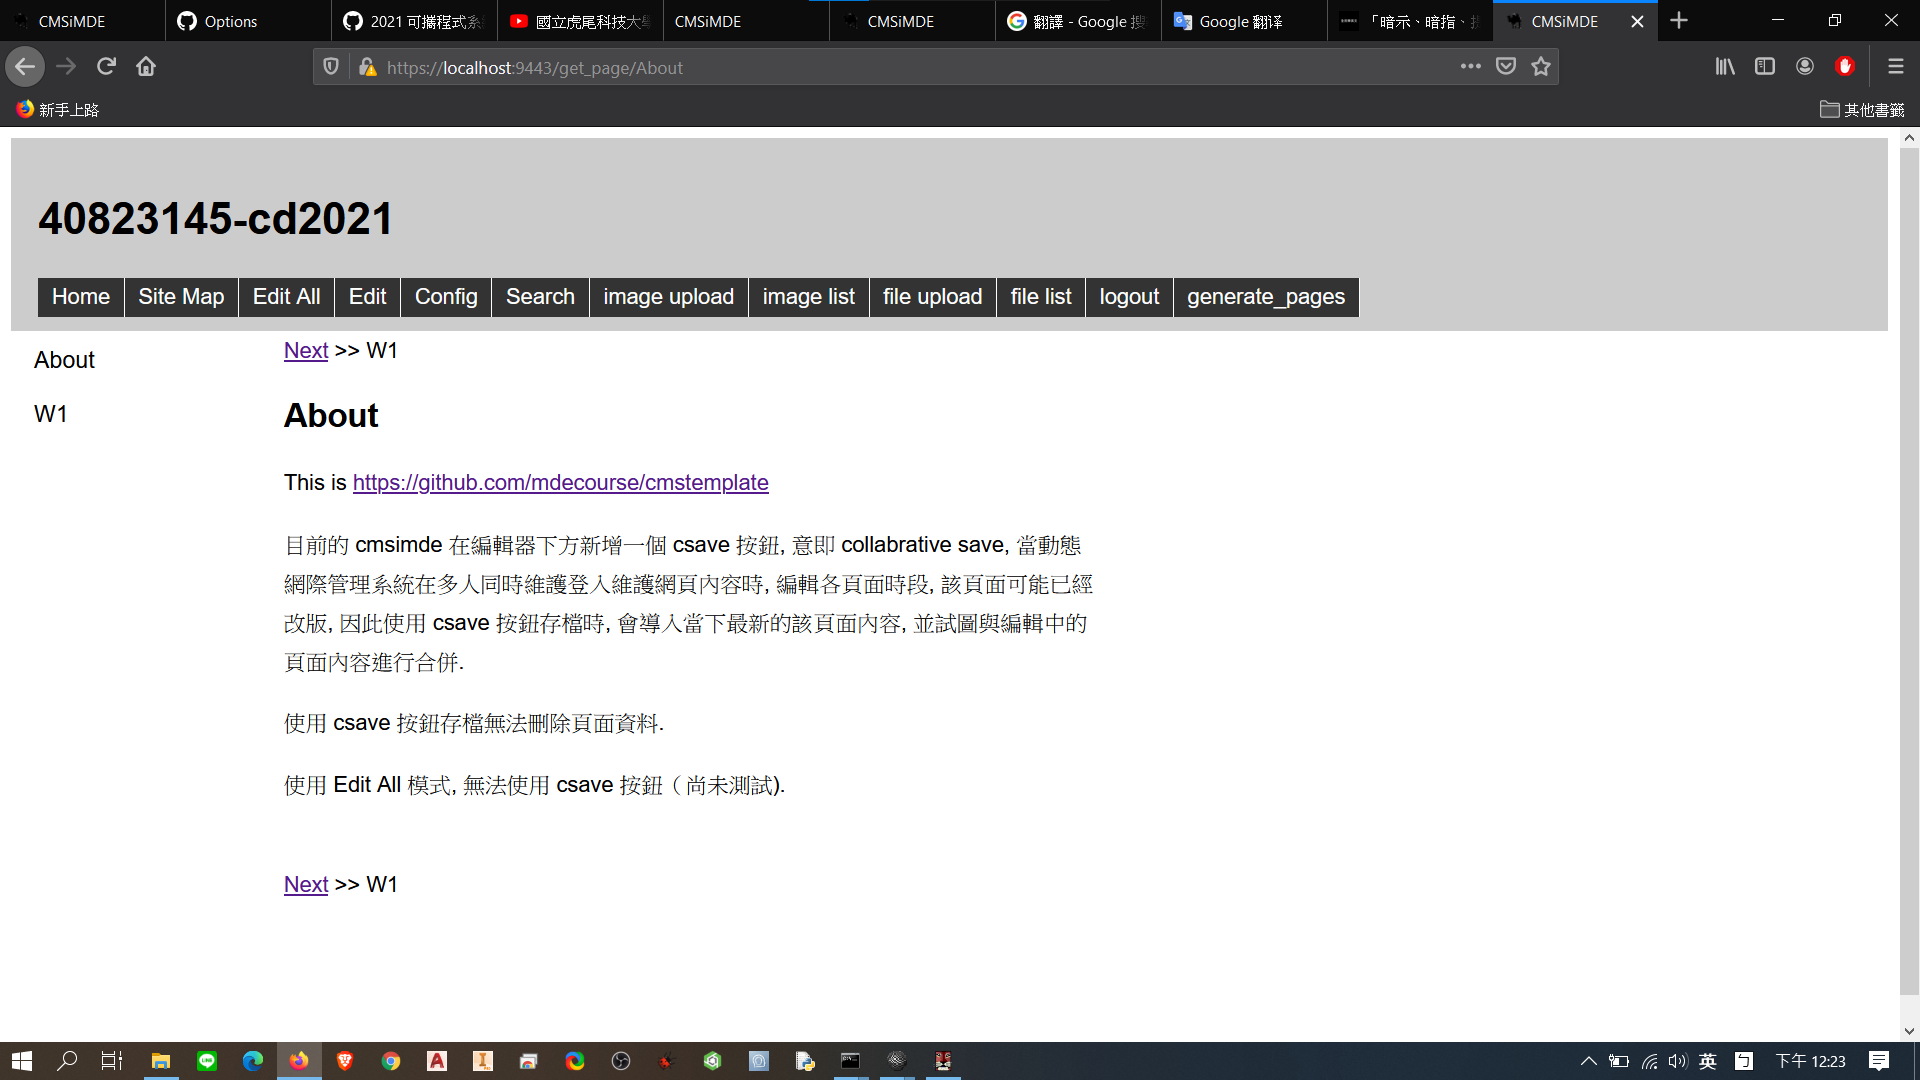 CMSiMDE
Options
2021 可攜程式系
國立虎尾科技大學
CMSiMDE
CMSiMDE
翻譯 - Google 搜
Google 翻译
「暗示、暗指、
CMSiMDE
https://localhost:9443/get_page/About
新手上路
其他書籤
40823145-cd2021
Home Site Map Edit All Edit Config Search image upload image list file upload file list logout generate_pages
About
W1
Next >> W1
About
This is https://github.com/mdecourse/cmstemplate
目前的 cmsimde 在編輯器下方新增一個 csave 按鈕, 意即 collabrative save, 當動態
網際管理系統在多人同時維護登入維護網頁內容時, 編輯各頁面時段, 該頁面可能已經
改版, 因此使用 csave 按鈕存檔時, 會導入當下最新的該頁面內容, 並試圖與編輯中的
頁面內容進行合併.
使用 csave 按鈕存檔無法刪除頁面資料.
使用 Edit All 模式, 無法使用 csave 按鈕（尚未測試).
Next >> W1
英
下午 12:23